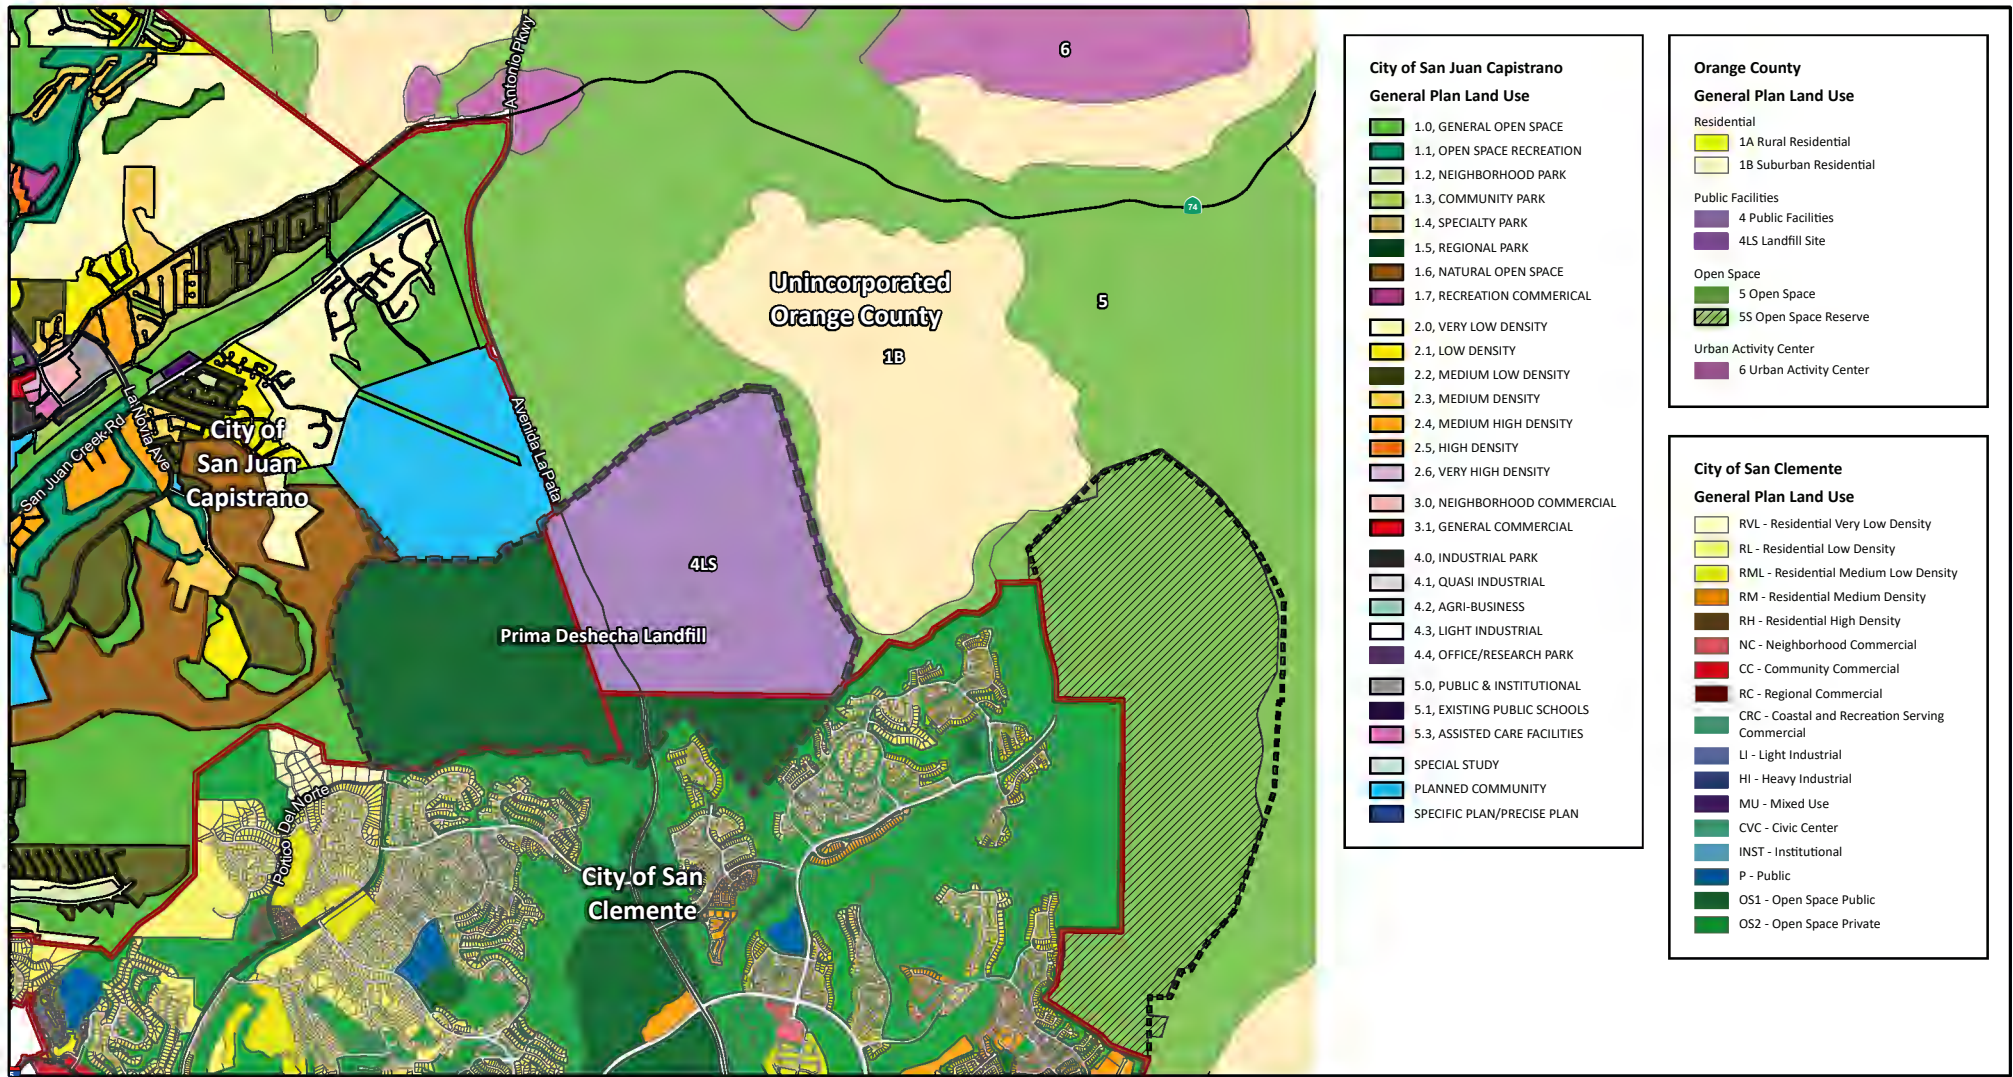 Antonio Pkwy
6
74
Unincorporated
Orange County
1B
5
Avenida La Pata
La Novia Ave
San Juan Creek Rd
City of
San Juan
Capistrano
4LS
Prima Deshecha Landfill
Portico Del Norte
City of San
Clemente
City of San Juan Capistrano
General Plan Land Use
1.0, GENERAL OPEN SPACE
1.1, OPEN SPACE RECREATION
1.2, NEIGHBORHOOD PARK
1.3, COMMUNITY PARK
1.4, SPECIALTY PARK
1.5, REGIONAL PARK
1.6, NATURAL OPEN SPACE
1.7, RECREATION COMMERICAL
2.0, VERY LOW DENSITY
2.1, LOW DENSITY
2.2, MEDIUM LOW DENSITY
2.3, MEDIUM DENSITY
2.4, MEDIUM HIGH DENSITY
2.5, HIGH DENSITY
2.6, VERY HIGH DENSITY
3.0, NEIGHBORHOOD COMMERCIAL
3.1, GENERAL COMMERCIAL
4.0, INDUSTRIAL PARK
4.1, QUASI INDUSTRIAL
4.2, AGRI-BUSINESS
4.3, LIGHT INDUSTRIAL
4.4, OFFICE/RESEARCH PARK
5.0, PUBLIC & INSTITUTIONAL
5.1, EXISTING PUBLIC SCHOOLS
5.3, ASSISTED CARE FACILITIES
SPECIAL STUDY
PLANNED COMMUNITY
SPECIFIC PLAN/PRECISE PLAN
Orange County
General Plan Land Use
Residential
1A Rural Residential
1B Suburban Residential
Public Facilities
4 Public Facilities
4LS Landfill Site
Open Space
5 Open Space
5S Open Space Reserve
Urban Activity Center
6 Urban Activity Center
City of San Clemente
General Plan Land Use
RVL - Residential Very Low Density
RL - Residential Low Density
RML - Residential Medium Low Density
RM - Residential Medium Density
RH - Residential High Density
NC - Neighborhood Commercial
CC - Community Commercial
RC - Regional Commercial
CRC - Coastal and Recreation Serving
Commercial
LI - Light Industrial
HI - Heavy Industrial
MU - Mixed Use
CVC - Civic Center
INST - Institutional
P - Public
OS1 - Open Space Public
OS2 - Open Space Private